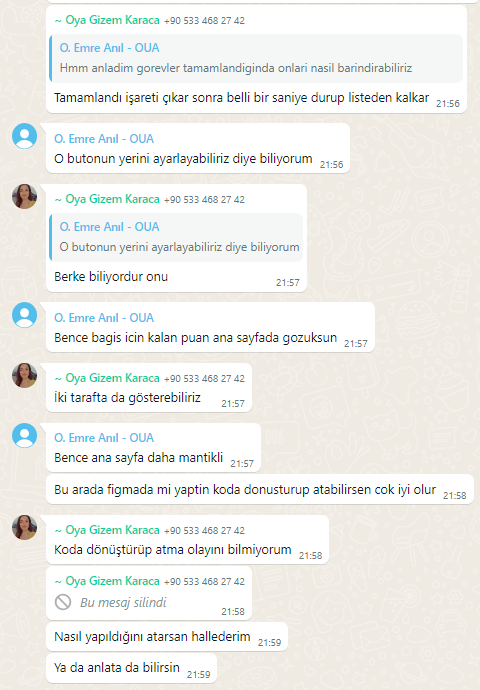 ~ Oya Gizem Karaca +90 533 468 27 42
O. Emre Anıl - OUA
Hmm anladim gorevler tamamlandiginda onlari nasil barindirabiliriz
Tamamlandı işareti çıkar sonra belli bir saniye durup listeden kalkar 21:56
O. Emre Anıl - OUA
O butonun yerini ayarlayabiliriz diye biliyorum 21:56
~ Oya Gizem Karaca +90 533 468 27 42
O. Emre Anıl - OUA
O butonun yerini ayarlayabiliriz diye biliyorum
Berke biliyordur onu 21:57
O. Emre Anıl - OUA
Bence bagis icin kalan puan ana sayfada gozuksun 21:57
~ Oya Gizem Karaca +90 533 468 27 42
İki tarafta da gösterebiliriz 21:57
O. Emre Anıl - OUA
Bence ana sayfa daha mantikli 21:57
Bu arada figmada mi yaptin koda donusturup atabilirsen cok iyi olur 21:58
~ Oya Gizem Karaca +90 533 468 27 42
Koda dönüştürüp atma olayını bilmiyorum 21:58
~ Oya Gizem Karaca +90 533 468 27 42
Bu mesaj silindi 21:58
Nasıl yapıldığını atarsan hallederim 21:59
Ya da anlata da bilirsin 21:59